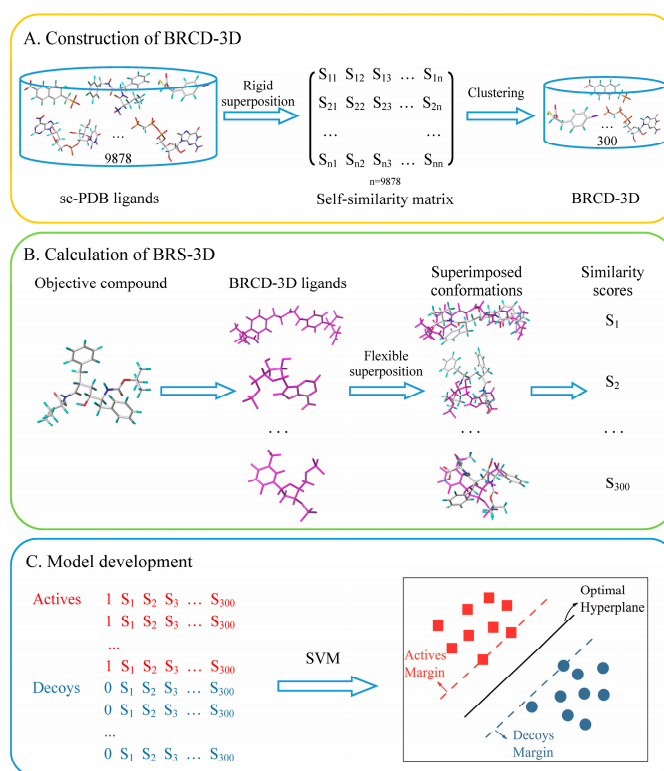 A. Construction of BRCD-3D
Rigid
superposition
Clustering
S11 S12 S13 … S1n
S21 S22 S23 … S2n
… …
Sn1 Sn2 Sn3 … Snn
n=9878
...
9878
...
300
sc-PDB ligands
Self-similarity matrix
BRCD-3D
B. Calculation of BRS-3D
Objective compound
BRCD-3D ligands
Superimposed
conformations
Similarity
scores
Flexible
superposition
S1
S2
... ... ...
S300
C. Model development
Actives 1 S1 S2 S3 … S300
1 S1 S2 S3 … S300
...
1 S1 S2 S3 … S300
Decoys 0 S1 S2 S3 … S300
0 S1 S2 S3 … S300
...
0 S1 S2 S3 … S300
SVM
Optimal
Hyperplane
Actives
Margin
Decoys
Margin